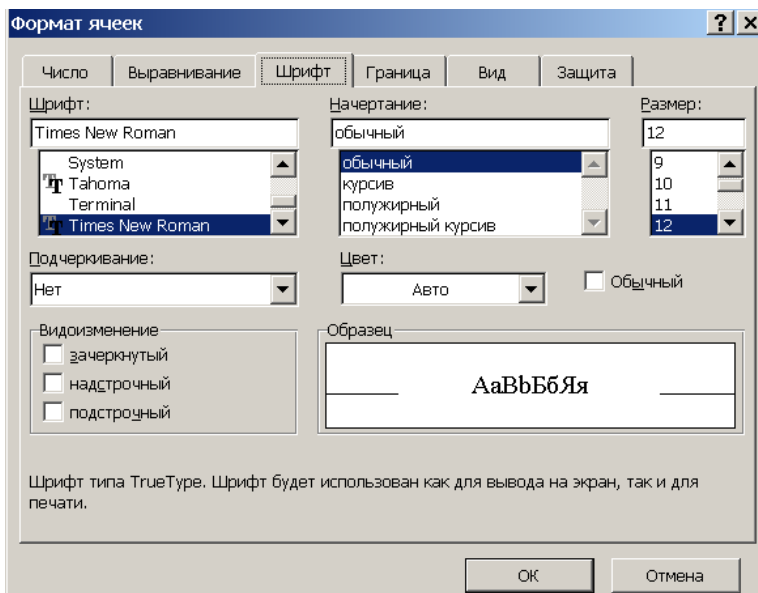 Формат ячеек
Число Выравнивание Шрифт Граница Вид Защита
Шрифт: Начертание: Размер:
Times New Roman обычный 12
System обычный 9
Tahoma курсив 10
Terminal полужирный 11
Times New Roman полужирный курсив 12
Подчеркивание: Цвет:
Нет Авто Обычный
Видоизменение Образец
зачеркнутый
надстрочный АаВbБбЯя
подстрочный
Шрифт типа TrueType. Шрифт будет использован как для вывода на экран, так и для
печати.
ОК Отмена